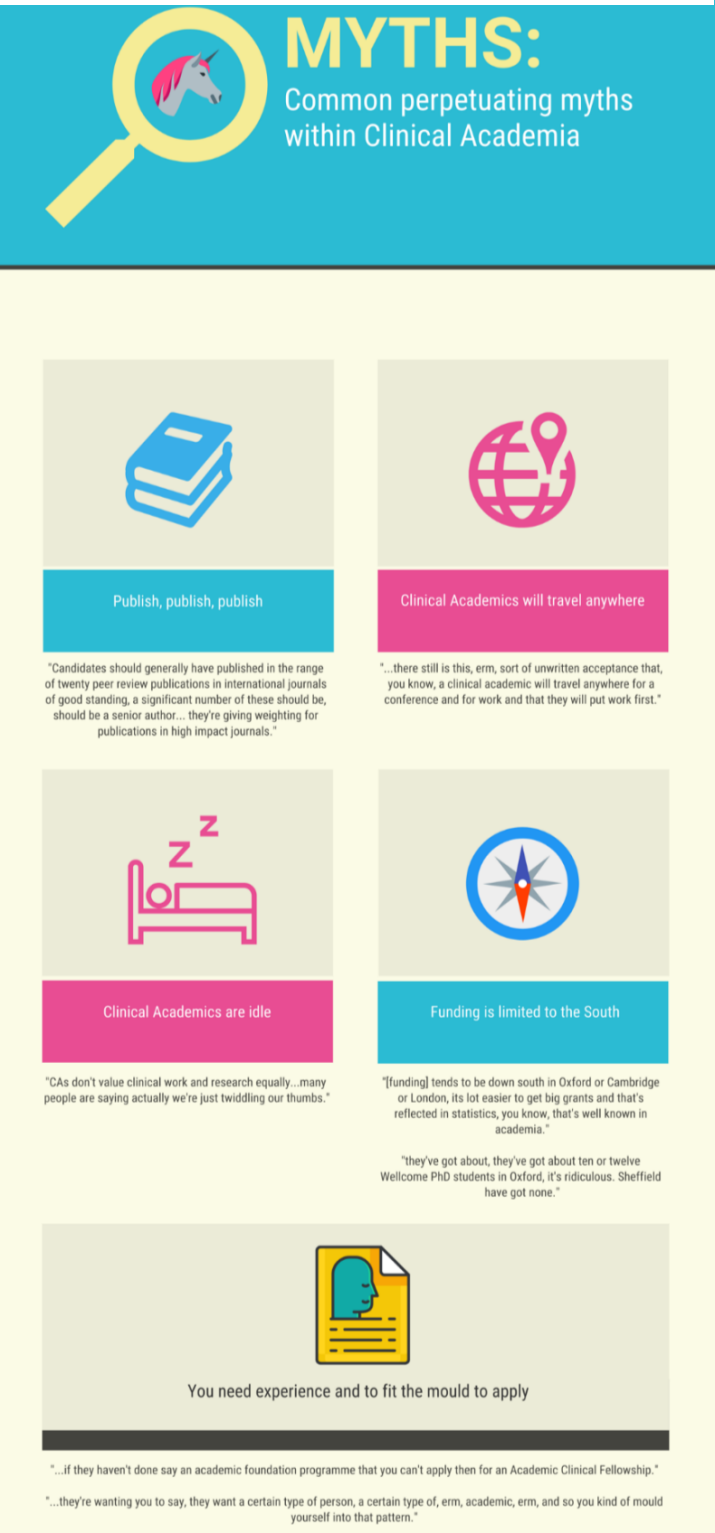 MYTHS:
Common perpetuating myths
within Clinical Academia
Publish, publish, publish
"Candidates should generally have published in the range
of twenty peer review publications in international journals
of good standing, a significant number of these should be,
should be a senior author... they're giving weighting for
publications in high impact journals."
Clinical Academics will travel anywhere
"...there still is this, erm, sort of unwritten acceptance that,
you know, a clinical academic will travel anywhere for a
conference and for work and that they will put work first."
Z
Z
Clinical Academics are idle
"CAs don't value clinical work and research equally...many
people are saying actually we're just twiddling our thumbs."
Funding is limited to the South
"[funding] tends to be down south in Oxford or Cambridge
or London, its lot easier to get big grants and that's
reflected in statistics, you know, that's well known in
academia."
"they've got about, they've got about ten or twelve
Wellcome PhD students in Oxford, it's ridiculous. Sheffield
have got none."
You need experience and to fit the mould to apply
"...if they haven't done say an academic foundation programme that you can't apply then for an Academic Clinical Fellowship."
"...they're wanting you to say, they want a certain type of person, a certain type of, erm, academic, erm, and so you kind of mould
yourself into that pattern."